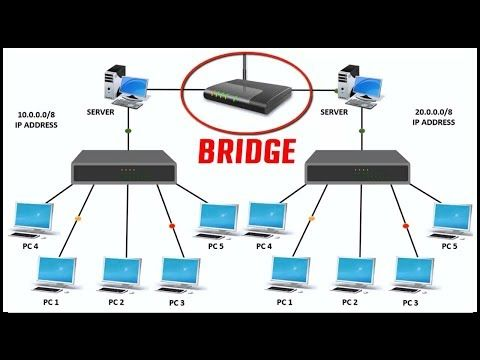 10.0.0.0/8
IP ADDRESS
SERVER
SERVER
20.0.0.0/8
IP ADDRESS
BRIDGE
PC 4
PC 5
PC 4
PC 5
PC 1
PC 2
PC 3
PC 1
PC 2
PC 3